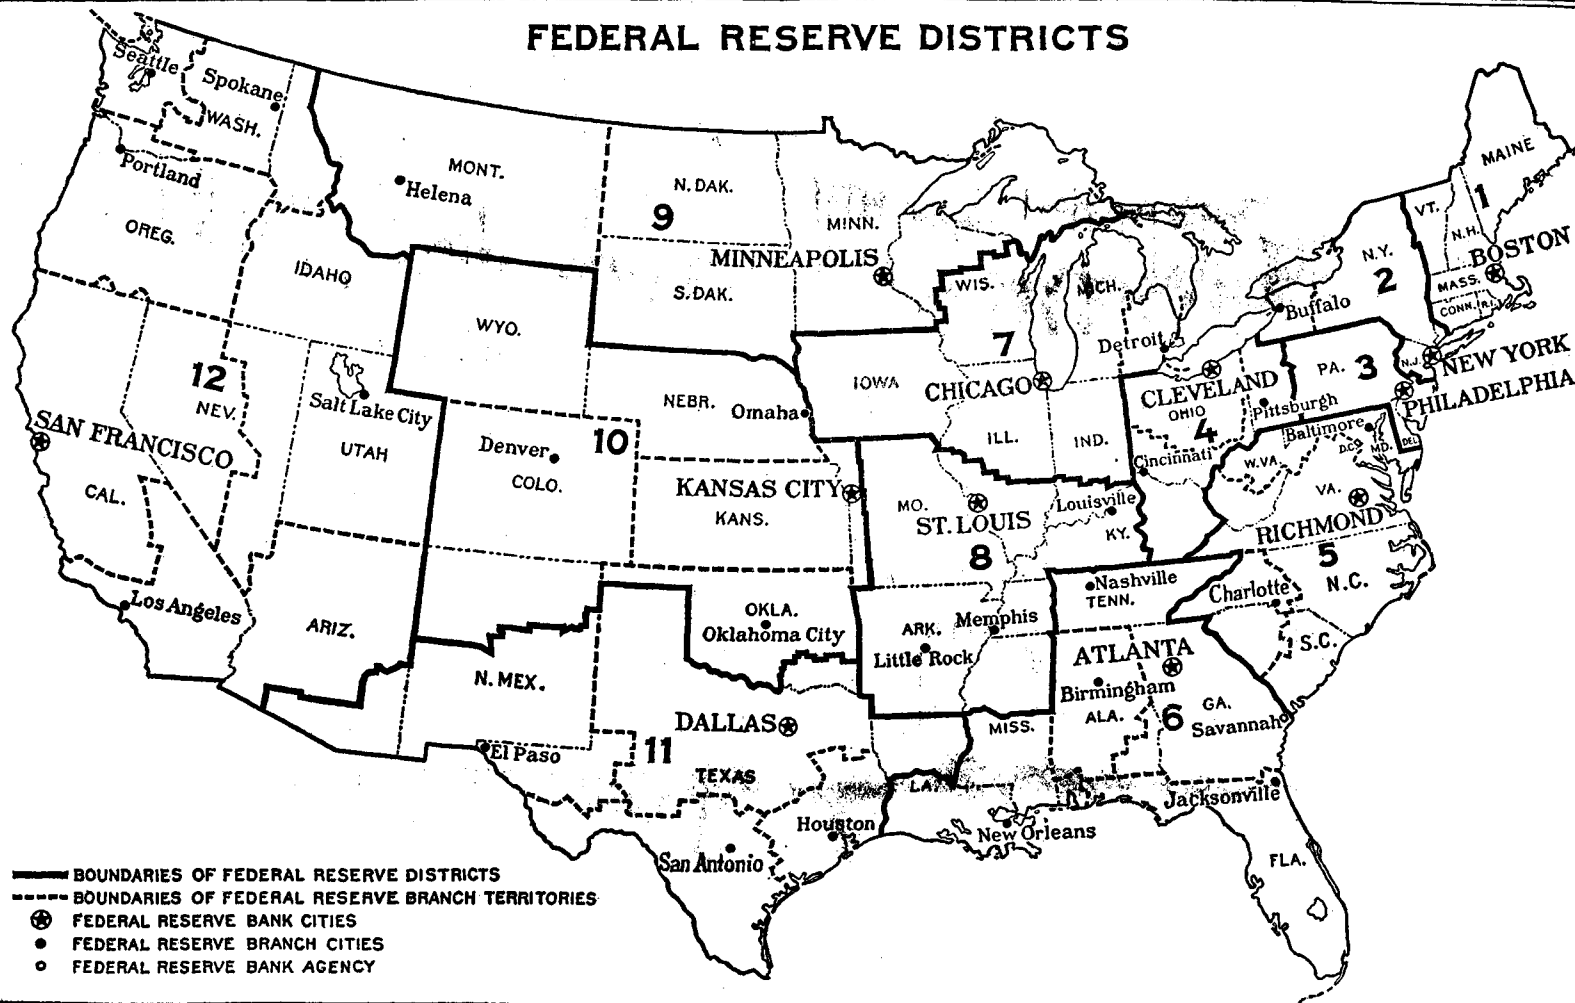 FEDERAL RESERVE DISTRICTS
Seattle
Spokane
WASH.
Portland
OREG.
MONT.
Helena
IDAHO
N. DAK.
9
MINN.
MINNEAPOLIS
S. DAK.
WYO.
WIS.
MICH.
7
Detroit
MAINE
1
VT.
N.H.
BOSTON
MASS.
CONN.
R.I.
N.Y.
2
Buffalo
12
NEV.
SAN FRANCISCO
CAL.
Salt Lake City
UTAH
Los Angeles
ARIZ.
NEBR.
Omaha
IOWA
CHICAGO
ILL.
IND.
CLEVELAND
OHIO
4
Cincinnati
PA.
3
Pittsburgh
N.J.
NEW YORK
PHILADELPHIA
Baltimore
D.C.
MD.
DEL.
W.VA.
VA.
RICHMOND
5
N.C.
Charlotte
S.C.
Denver
10
COLO.
KANSAS CITY
KANS.
MO.
ST. LOUIS
8
Louisville
KY.
Nashville
TENN.
OKLA.
Oklahoma City
ARK.
Memphis
Little Rock
N. MEX.
El Paso
DALLAS
11
TEXAS
Houston
San Antonio
ATLANTA
Birmingham
ALA.
6
GA.
Savannah
MISS.
LA.
New Orleans
Jacksonville
FLA.
BOUNDARIES OF FEDERAL RESERVE DISTRICTS
BOUNDARIES OF FEDERAL RESERVE BRANCH TERRITORIES
FEDERAL RESERVE BANK CITIES
FEDERAL RESERVE BRANCH CITIES
FEDERAL RESERVE BANK AGENCY